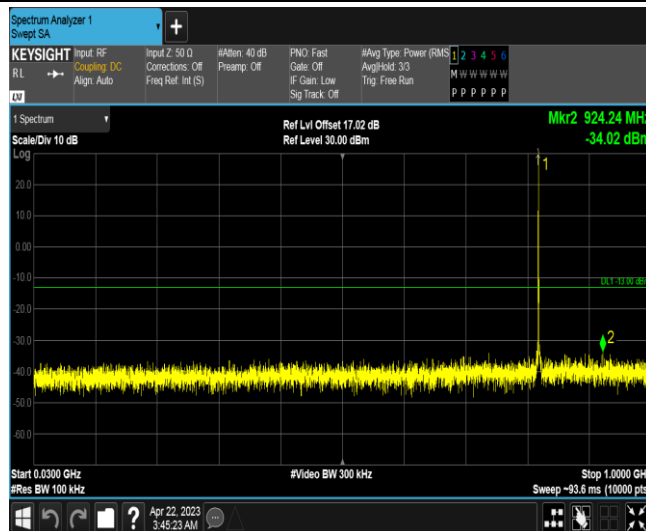 Spectrum Analyzer 1
Swept SA
KEYSIGHT
RL
Input: RF
Coupling: DC
Align: Auto
Input Z: 50 Ω
Corrections: Off
Freq Ref: Int (S)
#Atten: 40 dB
Preamp: Off
PNO: Fast
Gate: Off
IF Gain: Low
Sig Track: Off
#Avg Type: Power (RMS
Avg|Hold: 3/3
Trig: Free Run
1 2 3 4 5 6
M W W W W W
P P P P P P
1 Spectrum
Scale/Div 10 dB
Log
Ref Lvl Offset 17.02 dB
Ref Level 30.00 dBm
Mkr2 924.24 MHz
-34.02 dBm
1
20.0
10.0
0.00
-10.0
DL1 -13.00 dBm
-20.0
-30.0
2
-40.0
-50.0
-60.0
Start 0.0300 GHz
#Res BW 100 kHz
#Video BW 300 kHz
Stop 1.0000 GH
Sweep ~93.6 ms (10000 pts
?
Apr 22, 2023
3:45:23 AM